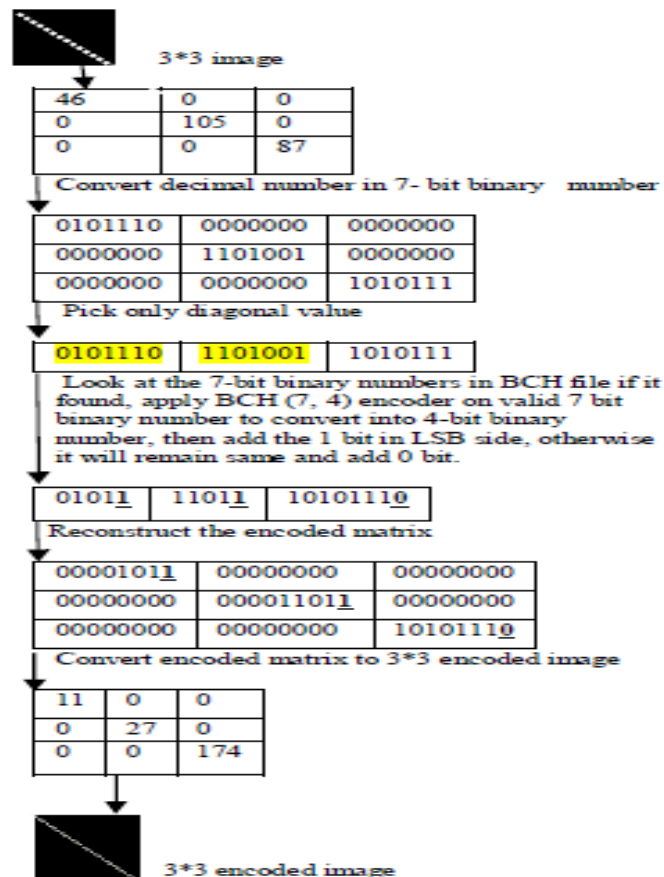 3*3 image
46 0 0
0 105 0
0 0 87
Convert decimal number in 7- bit binary number
0101110 0000000 0000000
0000000 1101001 0000000
0000000 0000000 1010111
Pick only diagonal value
0101110 1101001 1010111
Look at the 7-bit binary numbers in BCH file if it
found, apply BCH (7, 4) encoder on valid 7 bit
binary number to convert into 4-bit binary
number, then add the 1 bit in LSB side, otherwise
it will remain same and add 0 bit.
01011 11011 10101110
Reconstruct the encoded matrix
00001011 00000000 00000000
00000000 000011011 00000000
00000000 00000000 10101110
Convert encoded matrix to 3*3 encoded image
11 0 0
0 27 0
0 0 174
3*3 encoded image